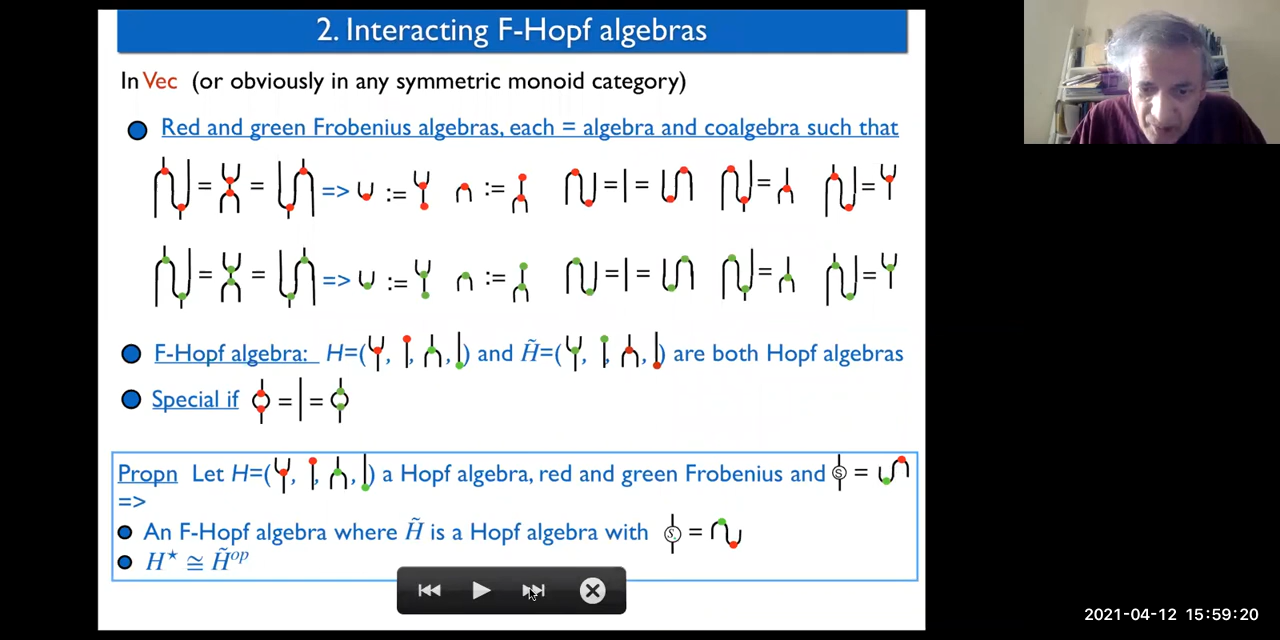 2. Interacting F-Hopf algebras
In Vec (or obviously in any symmetric monoid category)
Red and green Frobenius algebras, each = algebra and coalgebra such that
= = => := := = | = = =
= = => := := = | = = =
F-Hopf algebra: H=( , , , ) and H̃=( , , , ) are both Hopf algebras
Special if = | =
Propn Let H=( , , , ) a Hopf algebra, red and green Frobenius and S =
=>
An F-Hopf algebra where H̃ is a Hopf algebra with S =
H* ≅ H̃ᵒᵖ
2021-04-12 15:59:20